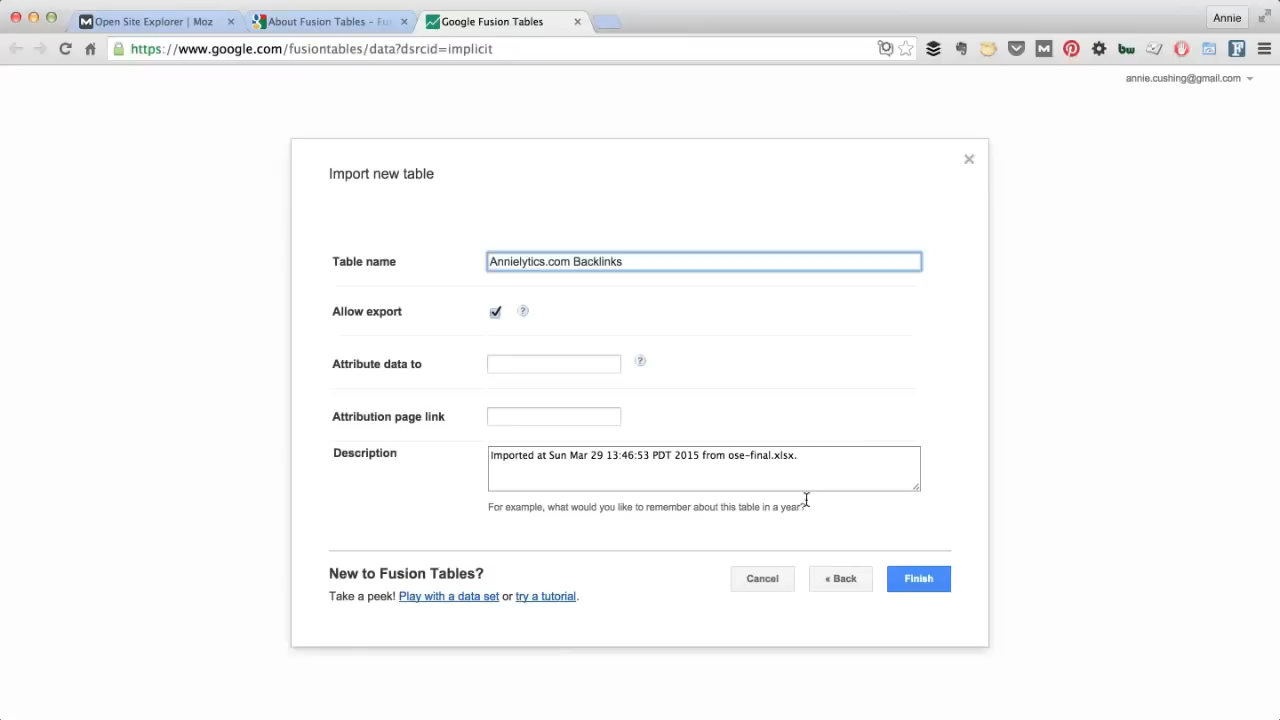 Open Site Explorer | Moz
About Fusion Tables - Fus
Google Fusion Tables
Annie
https://www.google.com/fusiontables/data?dsrcid=implicit
annie.cushing@gmail.com
Import new table
Table name
Annielytics.com Backlinks
Allow export
Attribute data to
Attribution page link
Description
Imported at Sun Mar 29 13:46:53 PDT 2015 from ose-final.xlsx.
For example, what would you like to remember about this table in a year?
New to Fusion Tables?
Take a peek! Play with a data set or try a tutorial.
Cancel
« Back
Finish